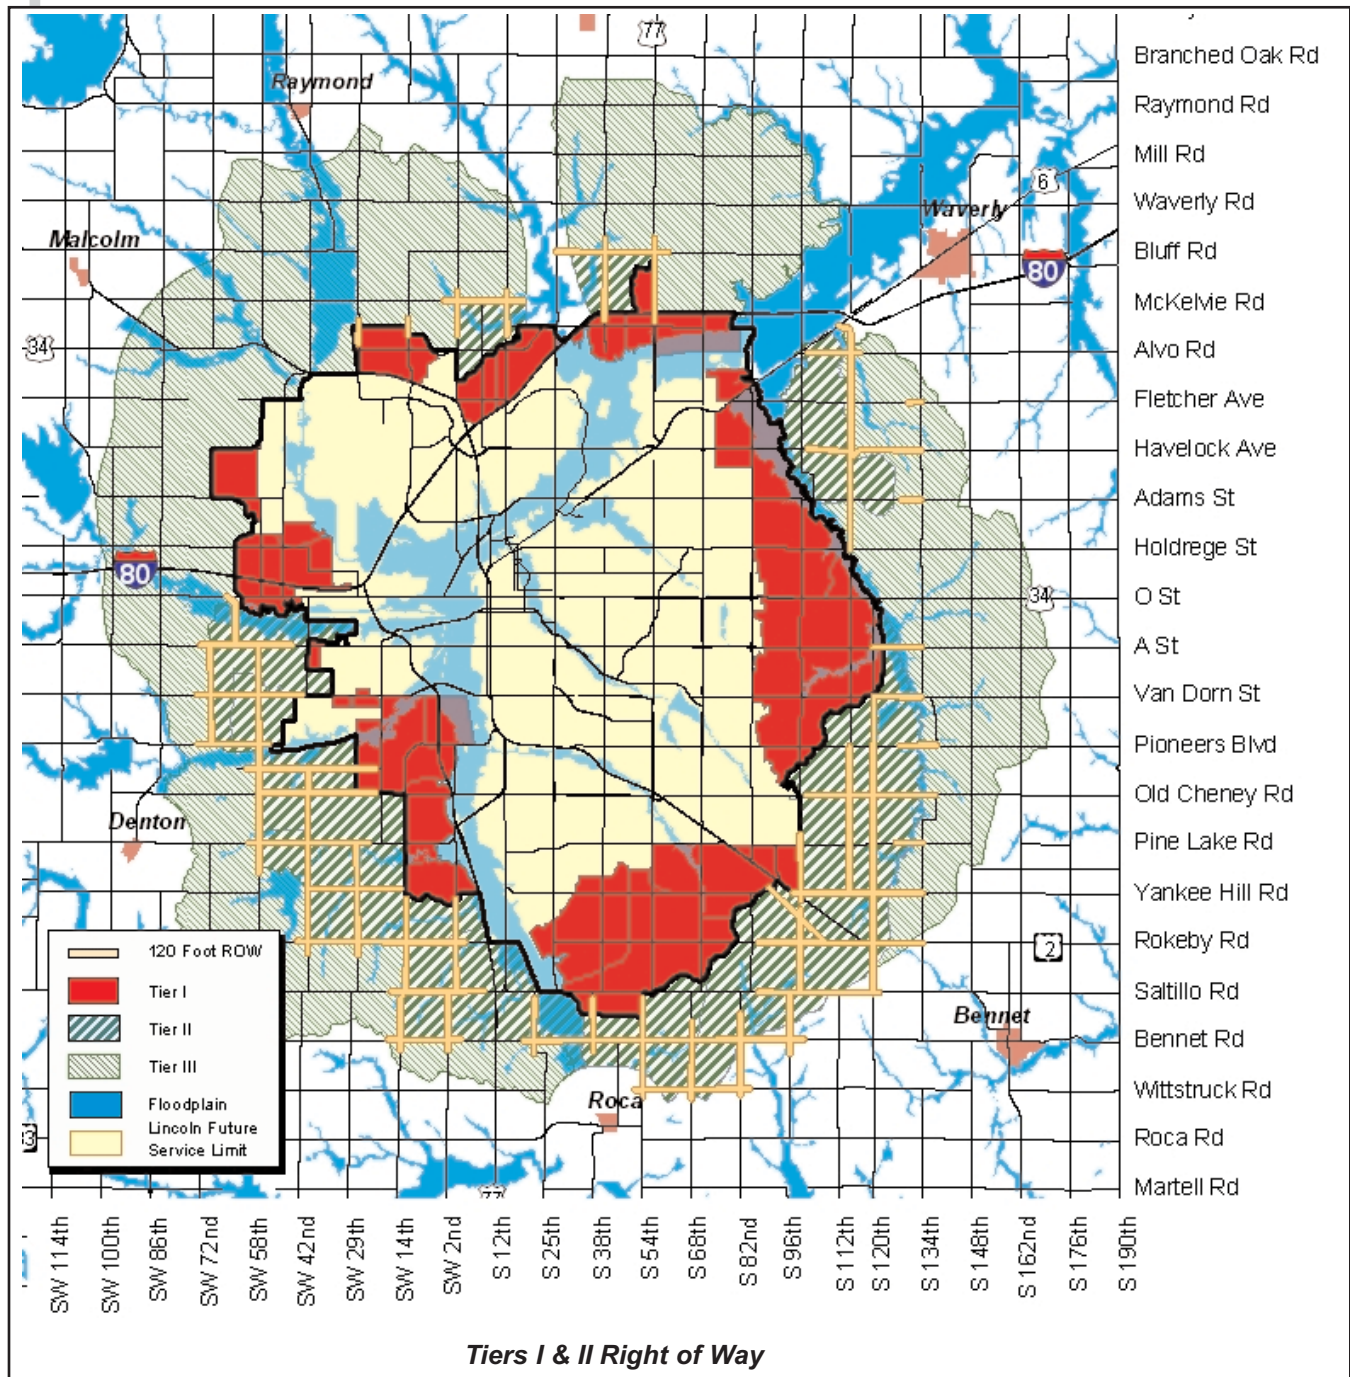 77
Branched Oak Rd
Raymond
Raymond Rd
Mill Rd
6
Waverly
Waverly Rd
Malcolm
Bluff Rd
80
McKelvie Rd
34
Alvo Rd
Fletcher Ave
Havelock Ave
Adams St
Holdrege St
80
34
O St
A St
Van Dorn St
Pioneers Blvd
Old Cheney Rd
Denton
Pine Lake Rd
Yankee Hill Rd
Rokeby Rd
2
Saltillo Rd
Bennet
Bennet Rd
Wittstruck Rd
Roca
Roca Rd
Martell Rd
120 Foot ROW
Tier I
Tier II
Tier III
Floodplain
Lincoln Future
Service Limit
3
77
SW 114th
SW 100th
SW 86th
SW 72nd
SW 58th
SW 42nd
SW 29th
SW 14th
SW 2nd
S 12th
S 25th
S 38th
S 54th
S 68th
S 82nd
S 96th
S 112th
S 120th
S 134th
S 148th
S 162nd
S 176th
S 190th
Tiers I & II Right of Way